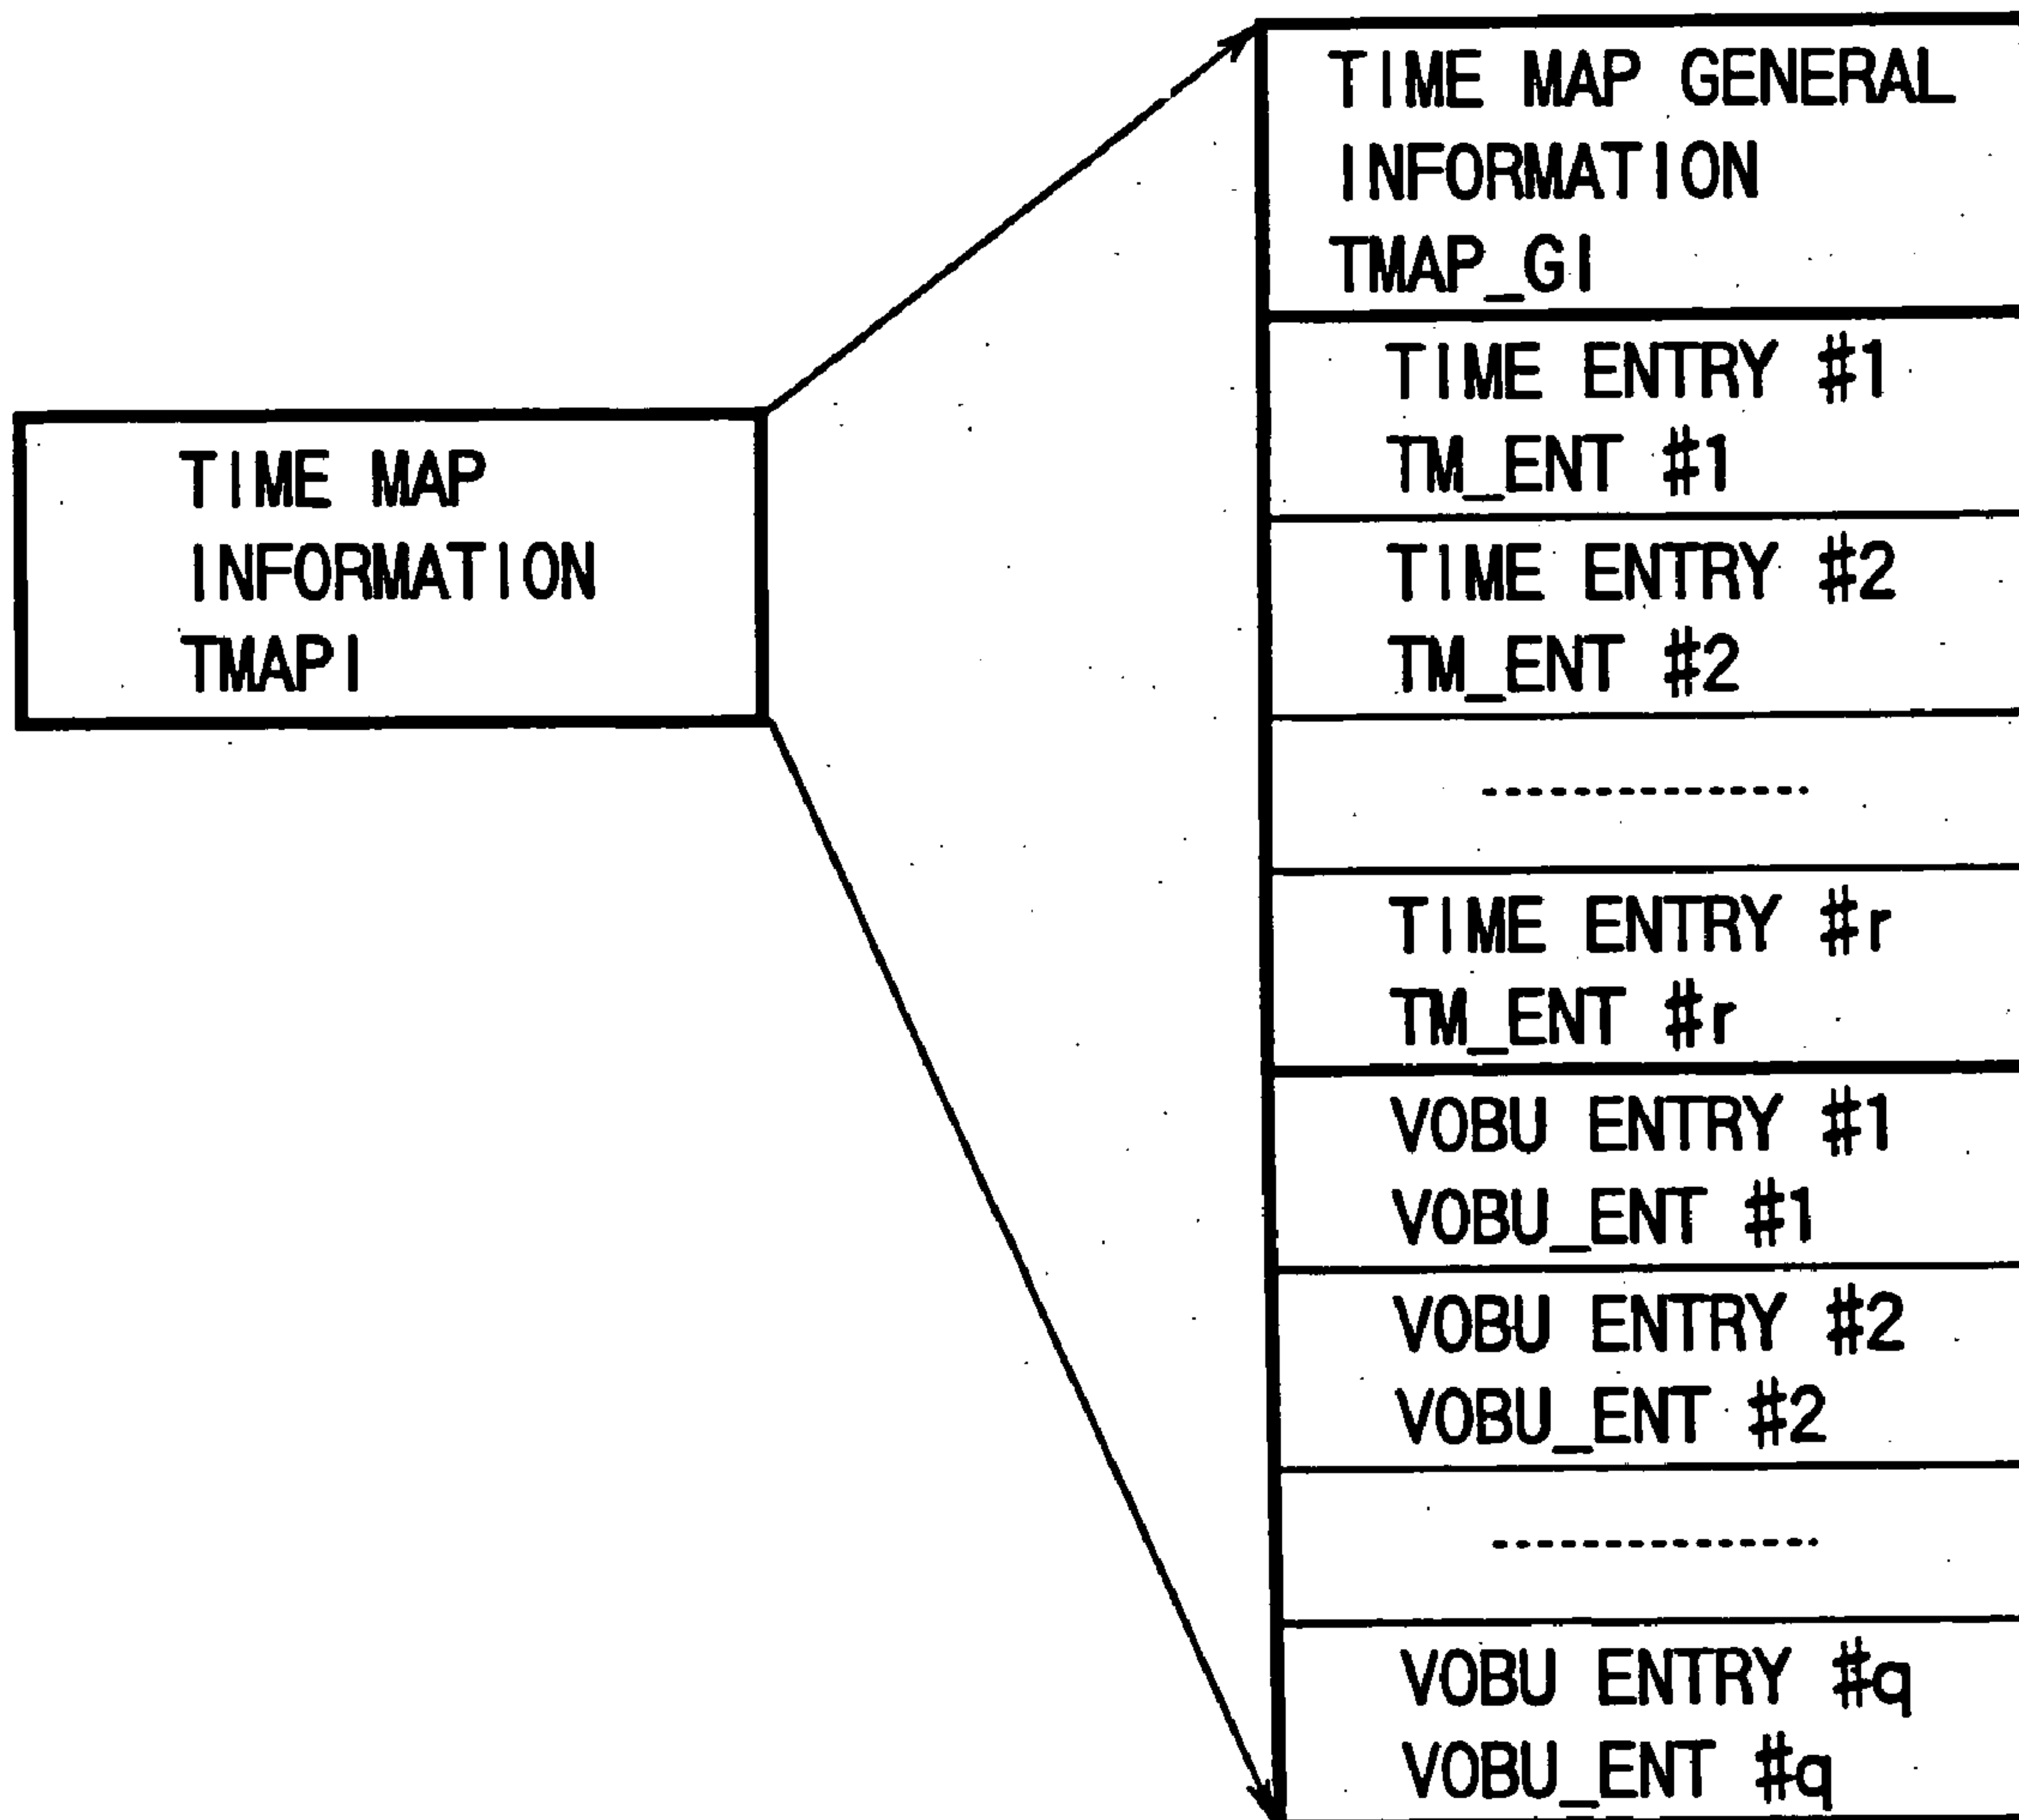 TIME MAP
INFORMATION
TMAPI
TIME MAP GENERAL
INFORMATION
TMAP_GI
TIME ENTRY #1
TM_ENT #1
TIME ENTRY #2
TM_ENT #2
TIME ENTRY #r
TM_ENT #r
VOBU ENTRY #1
VOBU_ENT #1
VOBU ENTRY #2
VOBU_ENT #2
VOBU ENTRY #q
VOBU_ENT #q